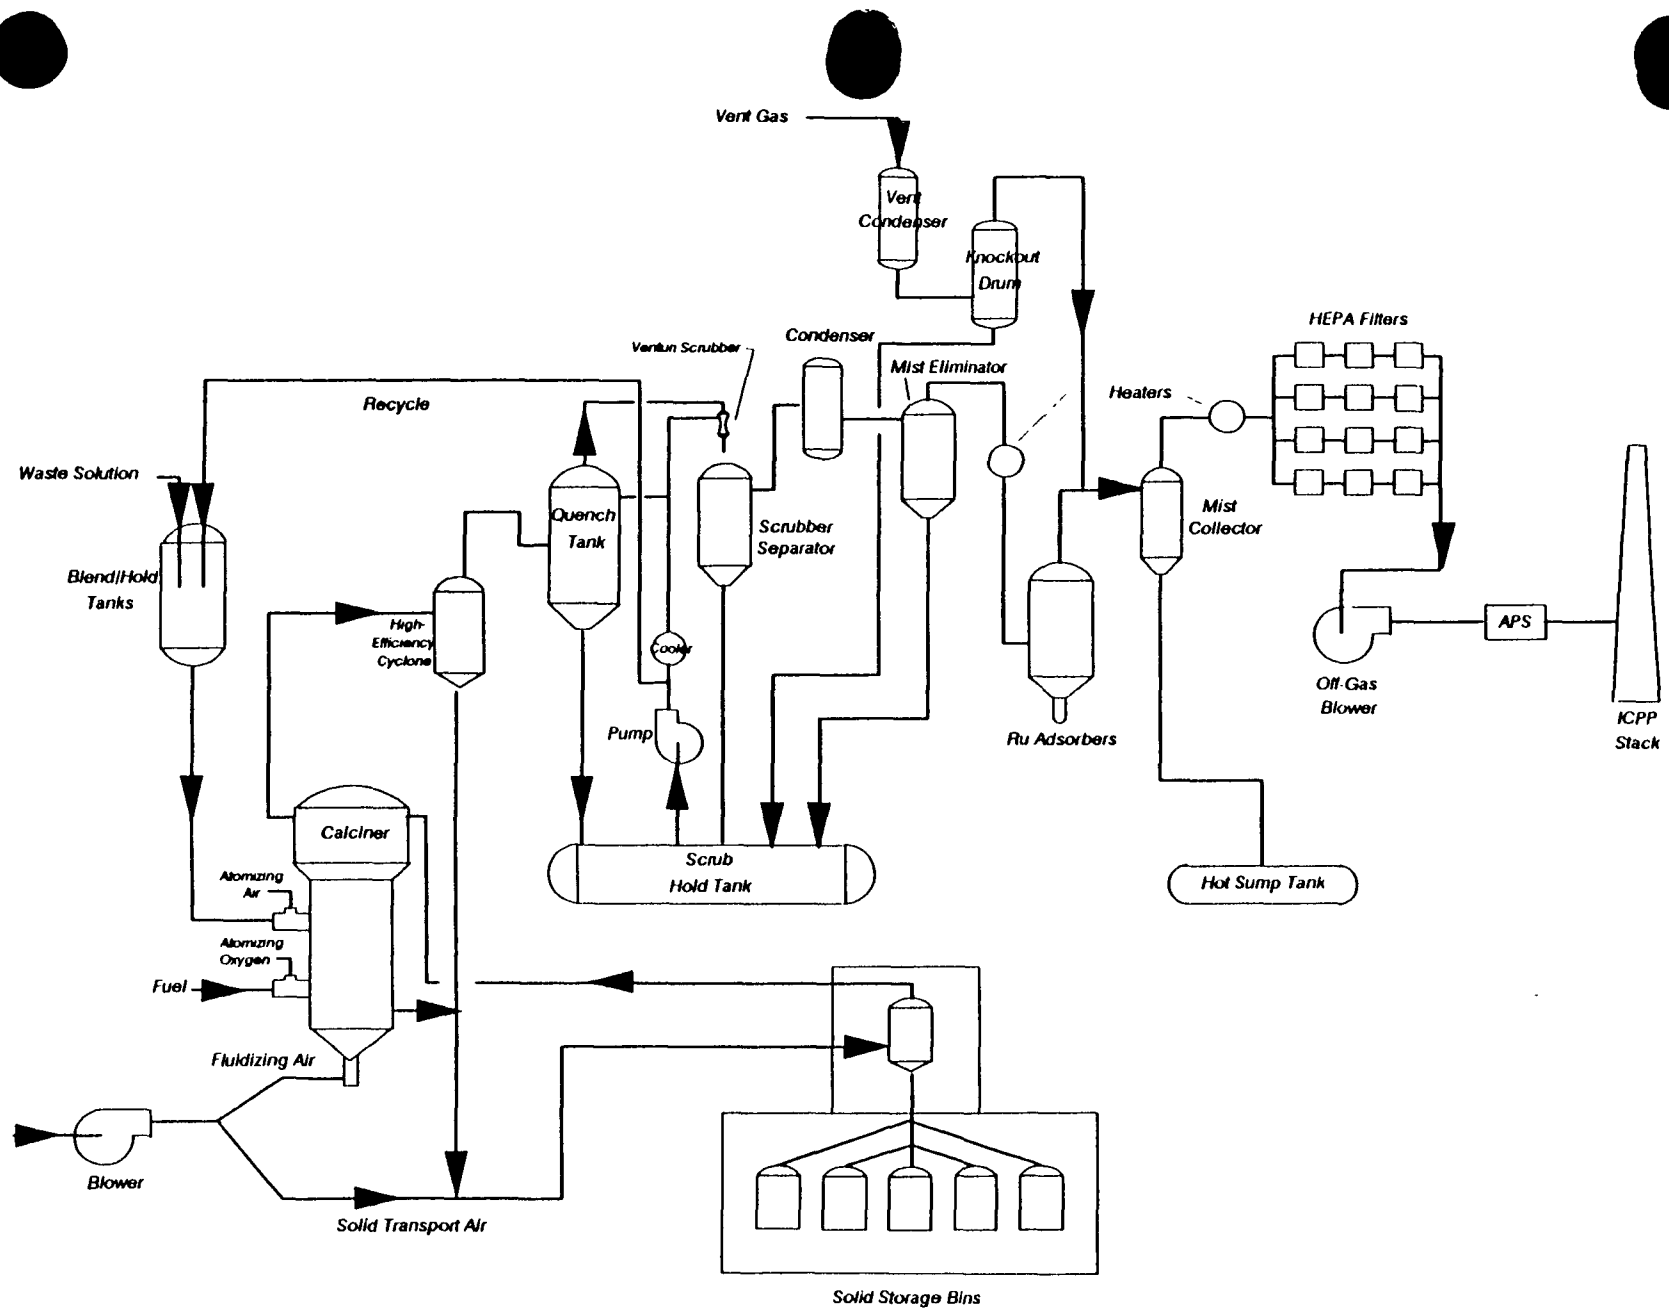 Vent Gas
Vent
Condenser
Knockout
Drum
HEPA Filters
Condenser
Venturi Scrubber
Mist Eliminator
Heaters
Recycle
Waste Solution
Mist
Collector
Quench
Tank
Scrubber
Separator
Blend/Hold
Tanks
High-
Efficiency
Cyclone
Cooler
APS
Off-Gas
Blower
ICPP
Stack
Pump
Ru Adsorbers
Calciner
Scrub
Hold Tank
Hot Sump Tank
Atomizing
Air
Atomizing
Oxygen
Fuel
Fluidizing Air
Blower
Solid Transport Air
Solid Storage Bins